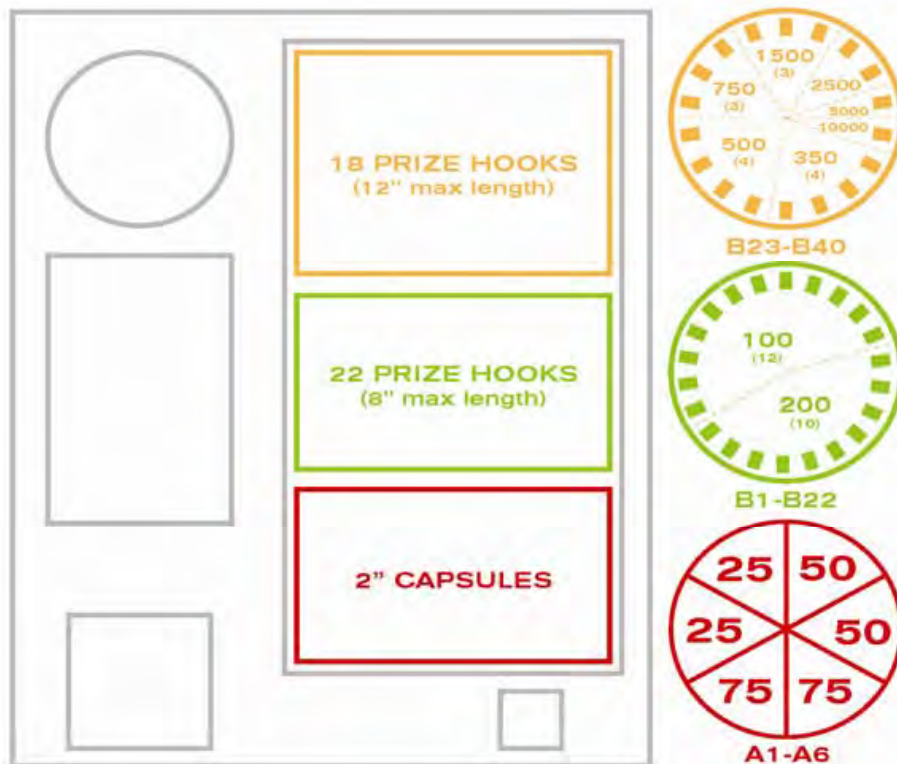 18 PRIZE HOOKS
(12" max length)
22 PRIZE HOOKS
(8" max length)
2” CAPSULES
1500
(3)
750
(3)
2500
5000
10000
500
(4)
350
(4)
B23-B40
100
(12)
200
(10)
B1-B22
25 50
25 50
75 75
A1-A6